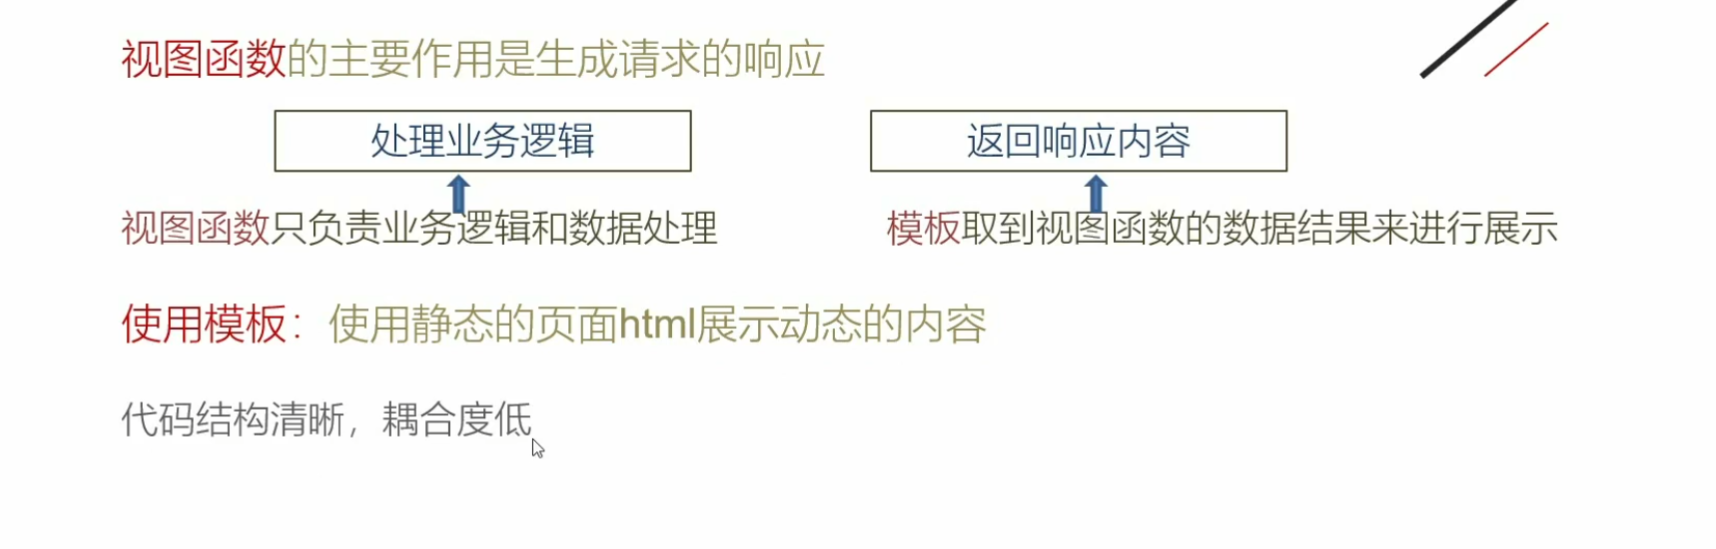 视图函数的主要作用是生成请求的响应
处理业务逻辑
返回响应内容
视图函数只负责业务逻辑和数据处理
模板取到视图函数的数据结果来进行展示
使用模板：使用静态的页面html展示动态的内容
代码结构清晰，耦合度低